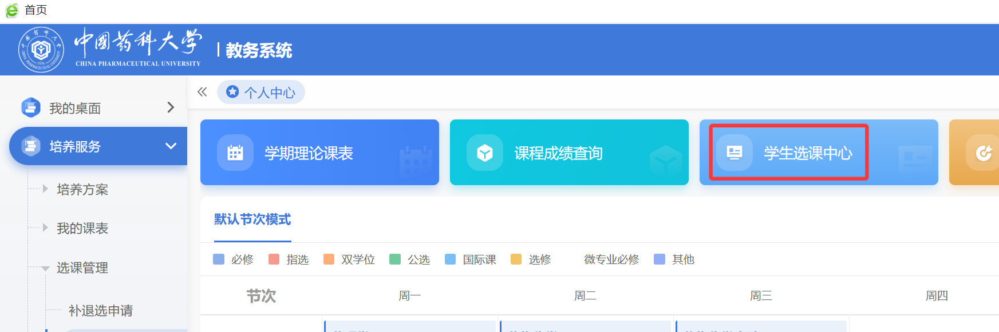 首页
中国药科大学
CHINA PHARMACEUTICAL UNIVERSITY
教务系统
我的桌面
个人中心
培养服务
学期理论课表
课程成绩查询
学生选课中心
培养方案
我的课表
选课管理
补退选申请
默认节次模式
必修 指选 双学位 公选 国际课 选修 微专业必修 其他
节次 周一 周二 周三 周四